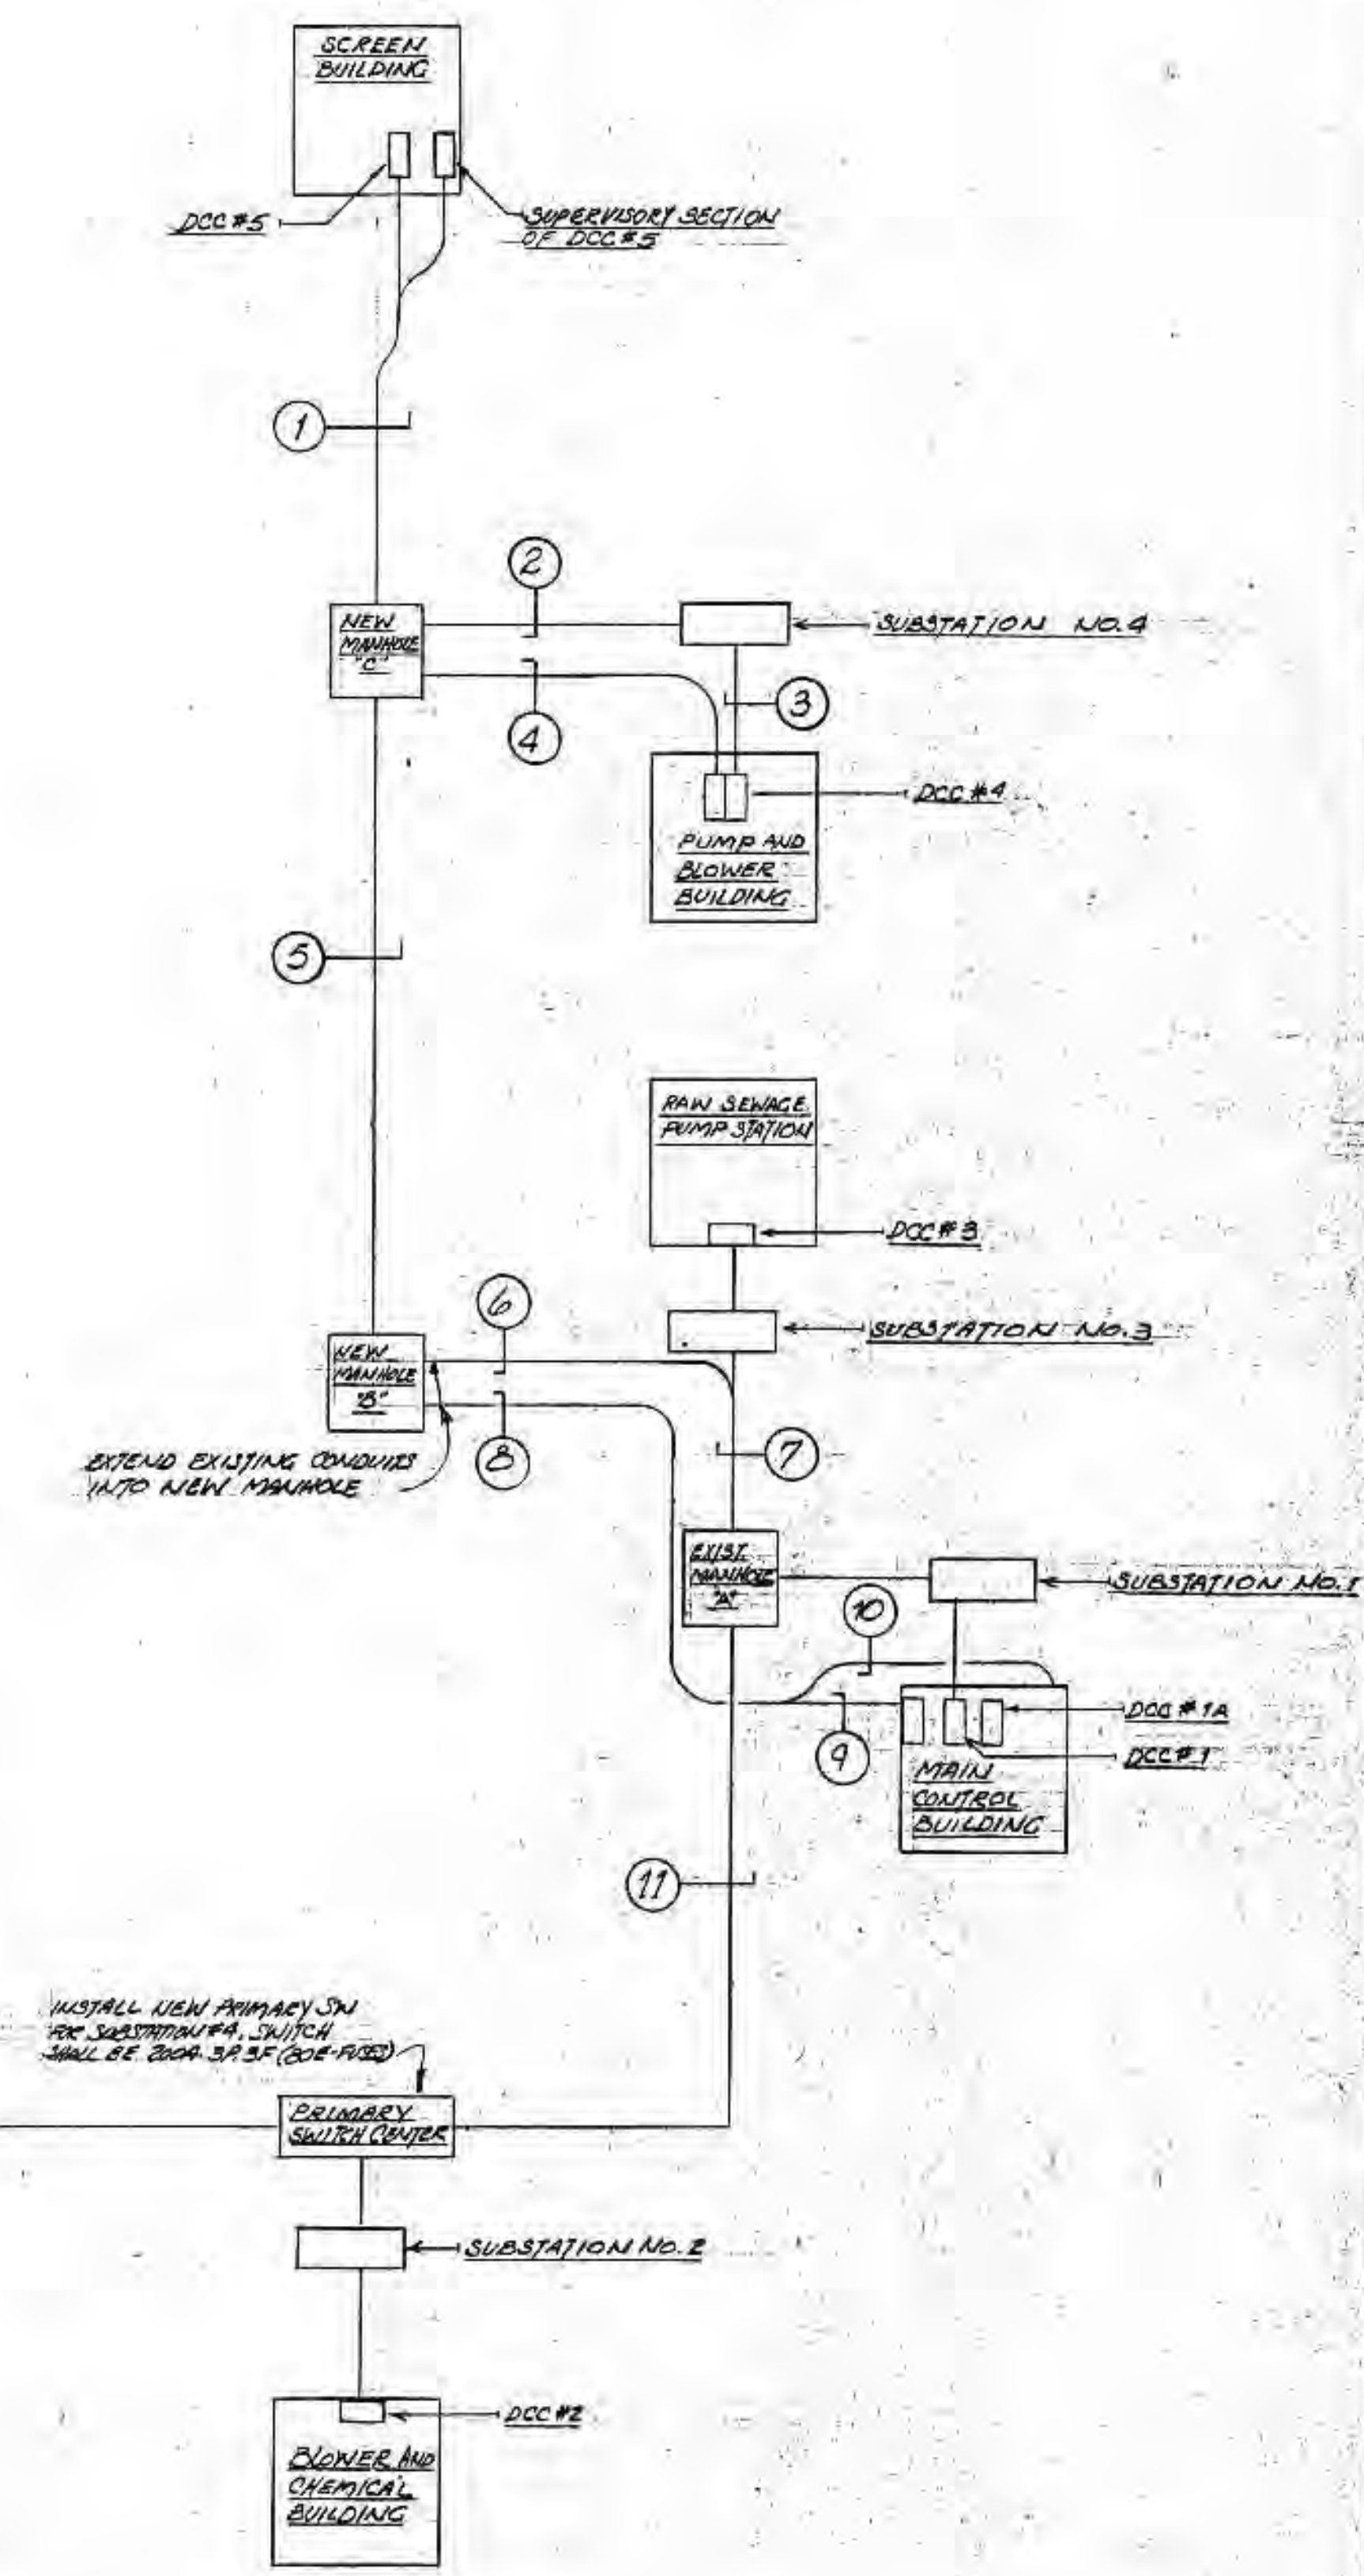 SCREEN
BUILDING
DCC #5
SUPERVISORY SECTION
OF DCC #5
1
2
NEW
MANHOLE
"C"
SUBSTATION NO. 4
3
4
DCC #4
PUMP AND
BLOWER
BUILDING
5
RAW SEWAGE
PUMP STATION
DCC #3
6
SUBSTATION NO. 3
NEW
MANHOLE
"B"
7
8
EXTEND EXISTING CONDUITS
INTO NEW MANHOLE
EXIST.
MANHOLE
"A"
SUBSTATION NO. 1
10
DCC #1A
9
DCC #1
MAIN
CONTROL
BUILDING
11
INSTALL NEW PRIMARY SW
FOR SUBSTATION #4. SWITCH
SHALL BE 200A. 3P. 3F (80E-FUSES)
PRIMARY
SWITCH CENTER
SUBSTATION NO. 2
DCC #2
BLOWER AND
CHEMICAL
BUILDING